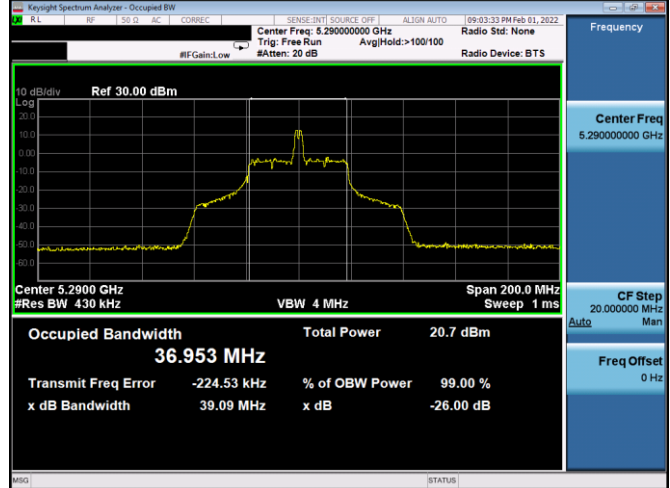 Keysight Spectrum Analyzer - Occupied BW
RL RF 50 Ω AC CORREC SENSE:INT SOURCE OFF ALIGN AUTO 09:03:33 PM Feb 01, 2022
Center Freq: 5.290000000 GHz Radio Std: None
Trig: Free Run Avg|Hold:>100/100
#IFGain:Low #Atten: 20 dB Radio Device: BTS
Frequency
10 dB/div Ref 30.00 dBm
Log
20.0
10.0
0.00
-10.0
-20.0
-30.0
-40.0
-50.0
-60.0
Center 5.2900 GHz Span 200.0 MHz
#Res BW 430 kHz VBW 4 MHz Sweep 1 ms
Occupied Bandwidth Total Power 20.7 dBm
36.953 MHz
Transmit Freq Error -224.53 kHz % of OBW Power 99.00 %
x dB Bandwidth 39.09 MHz x dB -26.00 dB
Center Freq
5.290000000 GHz
CF Step
20.000000 MHz
Auto Man
Freq Offset
0 Hz
MSG STATUS